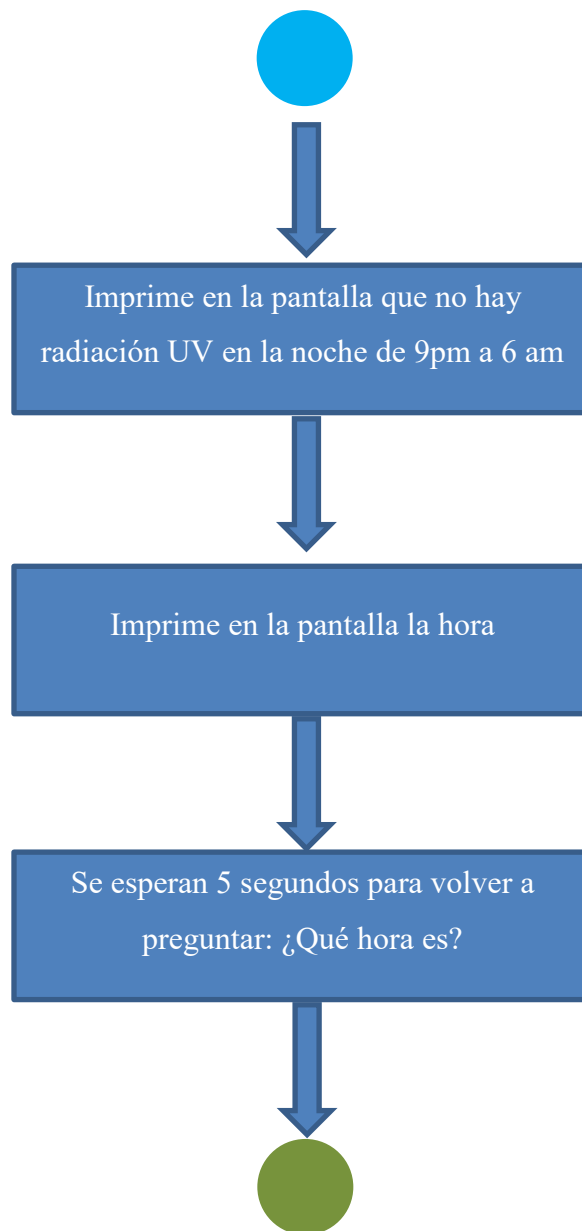 Imprime en la pantalla que no hay
radiación UV en la noche de 9pm a 6 am
Imprime en la pantalla la hora
Se esperan 5 segundos para volver a
preguntar: ¿Qué hora es?